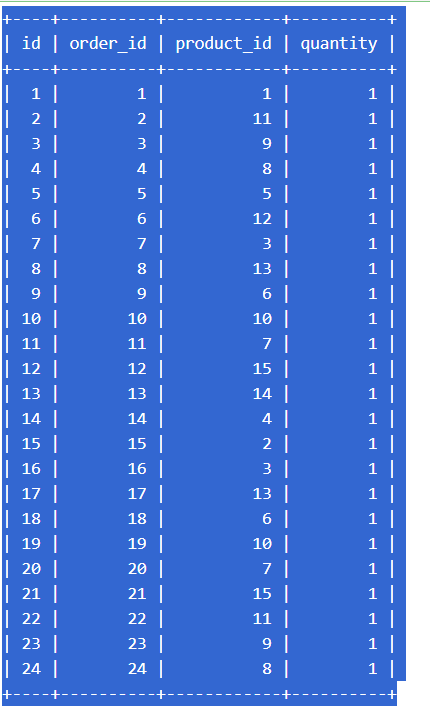 +----+----------+------------+----------+
| id | order_id | product_id | quantity |
+----+----------+------------+----------+
|  1 |        1 |          1 |        1 |
|  2 |        2 |         11 |        1 |
|  3 |        3 |          9 |        1 |
|  4 |        4 |          8 |        1 |
|  5 |        5 |          5 |        1 |
|  6 |        6 |         12 |        1 |
|  7 |        7 |          3 |        1 |
|  8 |        8 |         13 |        1 |
|  9 |        9 |          6 |        1 |
| 10 |       10 |         10 |        1 |
| 11 |       11 |          7 |        1 |
| 12 |       12 |         15 |        1 |
| 13 |       13 |         14 |        1 |
| 14 |       14 |          4 |        1 |
| 15 |       15 |          2 |        1 |
| 16 |       16 |          3 |        1 |
| 17 |       17 |         13 |        1 |
| 18 |       18 |          6 |        1 |
| 19 |       19 |         10 |        1 |
| 20 |       20 |          7 |        1 |
| 21 |       21 |         15 |        1 |
| 22 |       22 |         11 |        1 |
| 23 |       23 |          9 |        1 |
| 24 |       24 |          8 |        1 |
+----+----------+------------+----------+